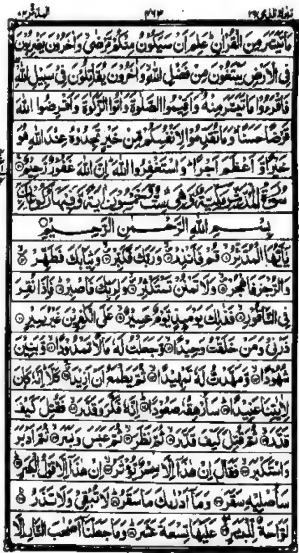 مَا تَيَسَّرَ مِنَ الْقُرْاٰنِ عَلِمَ اَنْ سَيَكُوْنُ مِنْكُمْ مَّرْضٰى وَاٰخَرُوْنَ يَضْرِبُوْنَ
فِى الْاَرْضِ يَبْتَغُوْنَ مِنْ فَضْلِ اللّٰهِ وَاٰخَرُوْنَ يُقَاتِلُوْنَ فِىْ سَبِيْلِ اللّٰهِ
فَاقْرَءُوْا مَا تَيَسَّرَ مِنْهُ وَاَقِيْمُوا الصَّلٰوةَ وَاٰتُوا الزَّكٰوةَ وَاَقْرِضُوا اللّٰهَ
قَرْضًا حَسَنًا وَمَا تُقَدِّمُوْا لِاَنْفُسِكُمْ مِّنْ خَيْرٍ تَجِدُوْهُ عِنْدَ اللّٰهِ هُوَ
خَيْرًا وَّاَعْظَمَ اَجْرًا وَاسْتَغْفِرُوا اللّٰهَ اِنَّ اللّٰهَ غَفُوْرٌ رَّحِيْمٌ
سُوْرَةُ الْمُدَّثِّرِ مَكِّيَّةٌ وَّهِىَ سِتٌّ وَّخَمْسُوْنَ اٰيَةً وَّفِيْهَا رُكُوْعَانِ
بِسْمِ اللّٰهِ الرَّحْمٰنِ الرَّحِيْمِ
يٰاَيُّهَا الْمُدَّثِّرُ قُمْ فَاَنْذِرْ وَرَبَّكَ فَكَبِّرْ وَثِيَابَكَ فَطَهِّرْ
وَالرُّجْزَ فَاهْجُرْ وَلَا تَمْنُنْ تَسْتَكْثِرُ وَلِرَبِّكَ فَاصْبِرْ فَاِذَا نُقِرَ
فِى النَّاقُوْرِ فَذٰلِكَ يَوْمَئِذٍ يَّوْمٌ عَسِيْرٌ عَلَى الْكٰفِرِيْنَ غَيْرُ يَسِيْرٍ
ذَرْنِىْ وَمَنْ خَلَقْتُ وَحِيْدًا وَّجَعَلْتُ لَهٗ مَالًا مَّمْدُوْدًا وَّبَنِيْنَ
شُهُوْدًا وَّمَهَّدْتُّ لَهٗ تَمْهِيْدًا ثُمَّ يَطْمَعُ اَنْ اَزِيْدَ كَلَّا اِنَّهٗ كَانَ
لِاٰيٰتِنَا عَنِيْدًا سَاُرْهِقُهٗ صَعُوْدًا اِنَّهٗ فَكَّرَ وَقَدَّرَ فَقُتِلَ كَيْفَ
قَدَّرَ ثُمَّ قُتِلَ كَيْفَ قَدَّرَ ثُمَّ نَظَرَ ثُمَّ عَبَسَ وَبَسَرَ ثُمَّ اَدْبَرَ
وَاسْتَكْبَرَ فَقَالَ اِنْ هٰذَا اِلَّا سِحْرٌ يُّؤْثَرُ اِنْ هٰذَا اِلَّا قَوْلُ الْبَشَرِ
سَاُصْلِيْهِ سَقَرَ وَمَا اَدْرٰىكَ مَا سَقَرُ لَا تُبْقِىْ وَلَا تَذَرُ
لَوَّاحَةٌ لِّلْبَشَرِ عَلَيْهَا تِسْعَةَ عَشَرَ وَمَا جَعَلْنَا اَصْحٰبَ النَّارِ اِلَّا